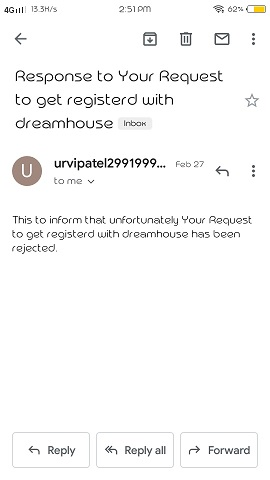 4G 13.3K/s 2:51 PM 62%
Response to Your Request
to get registerd with
dreamhouse Inbox
U urvipatel2991999... Feb 27
to me
This to inform that unfortunately Your Request
to get registerd with dreamhouse has been
rejected.
Reply Reply all Forward